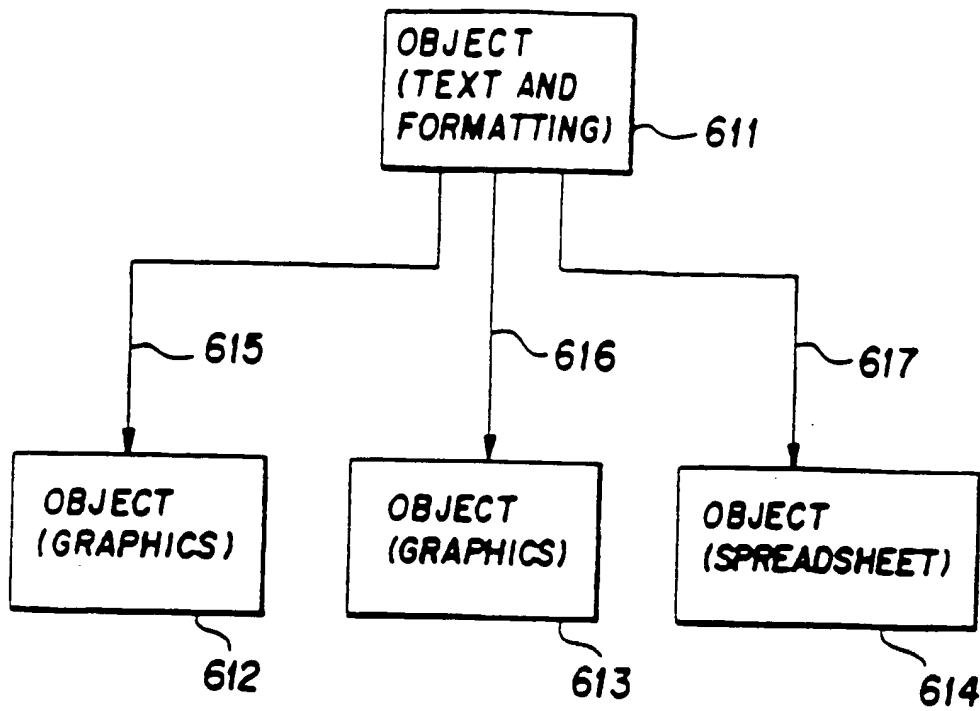 OBJECT
(TEXT AND
FORMATTING)
611
615
616
617
OBJECT
(GRAPHICS)
612
OBJECT
(GRAPHICS)
613
OBJECT
(SPREADSHEET)
614